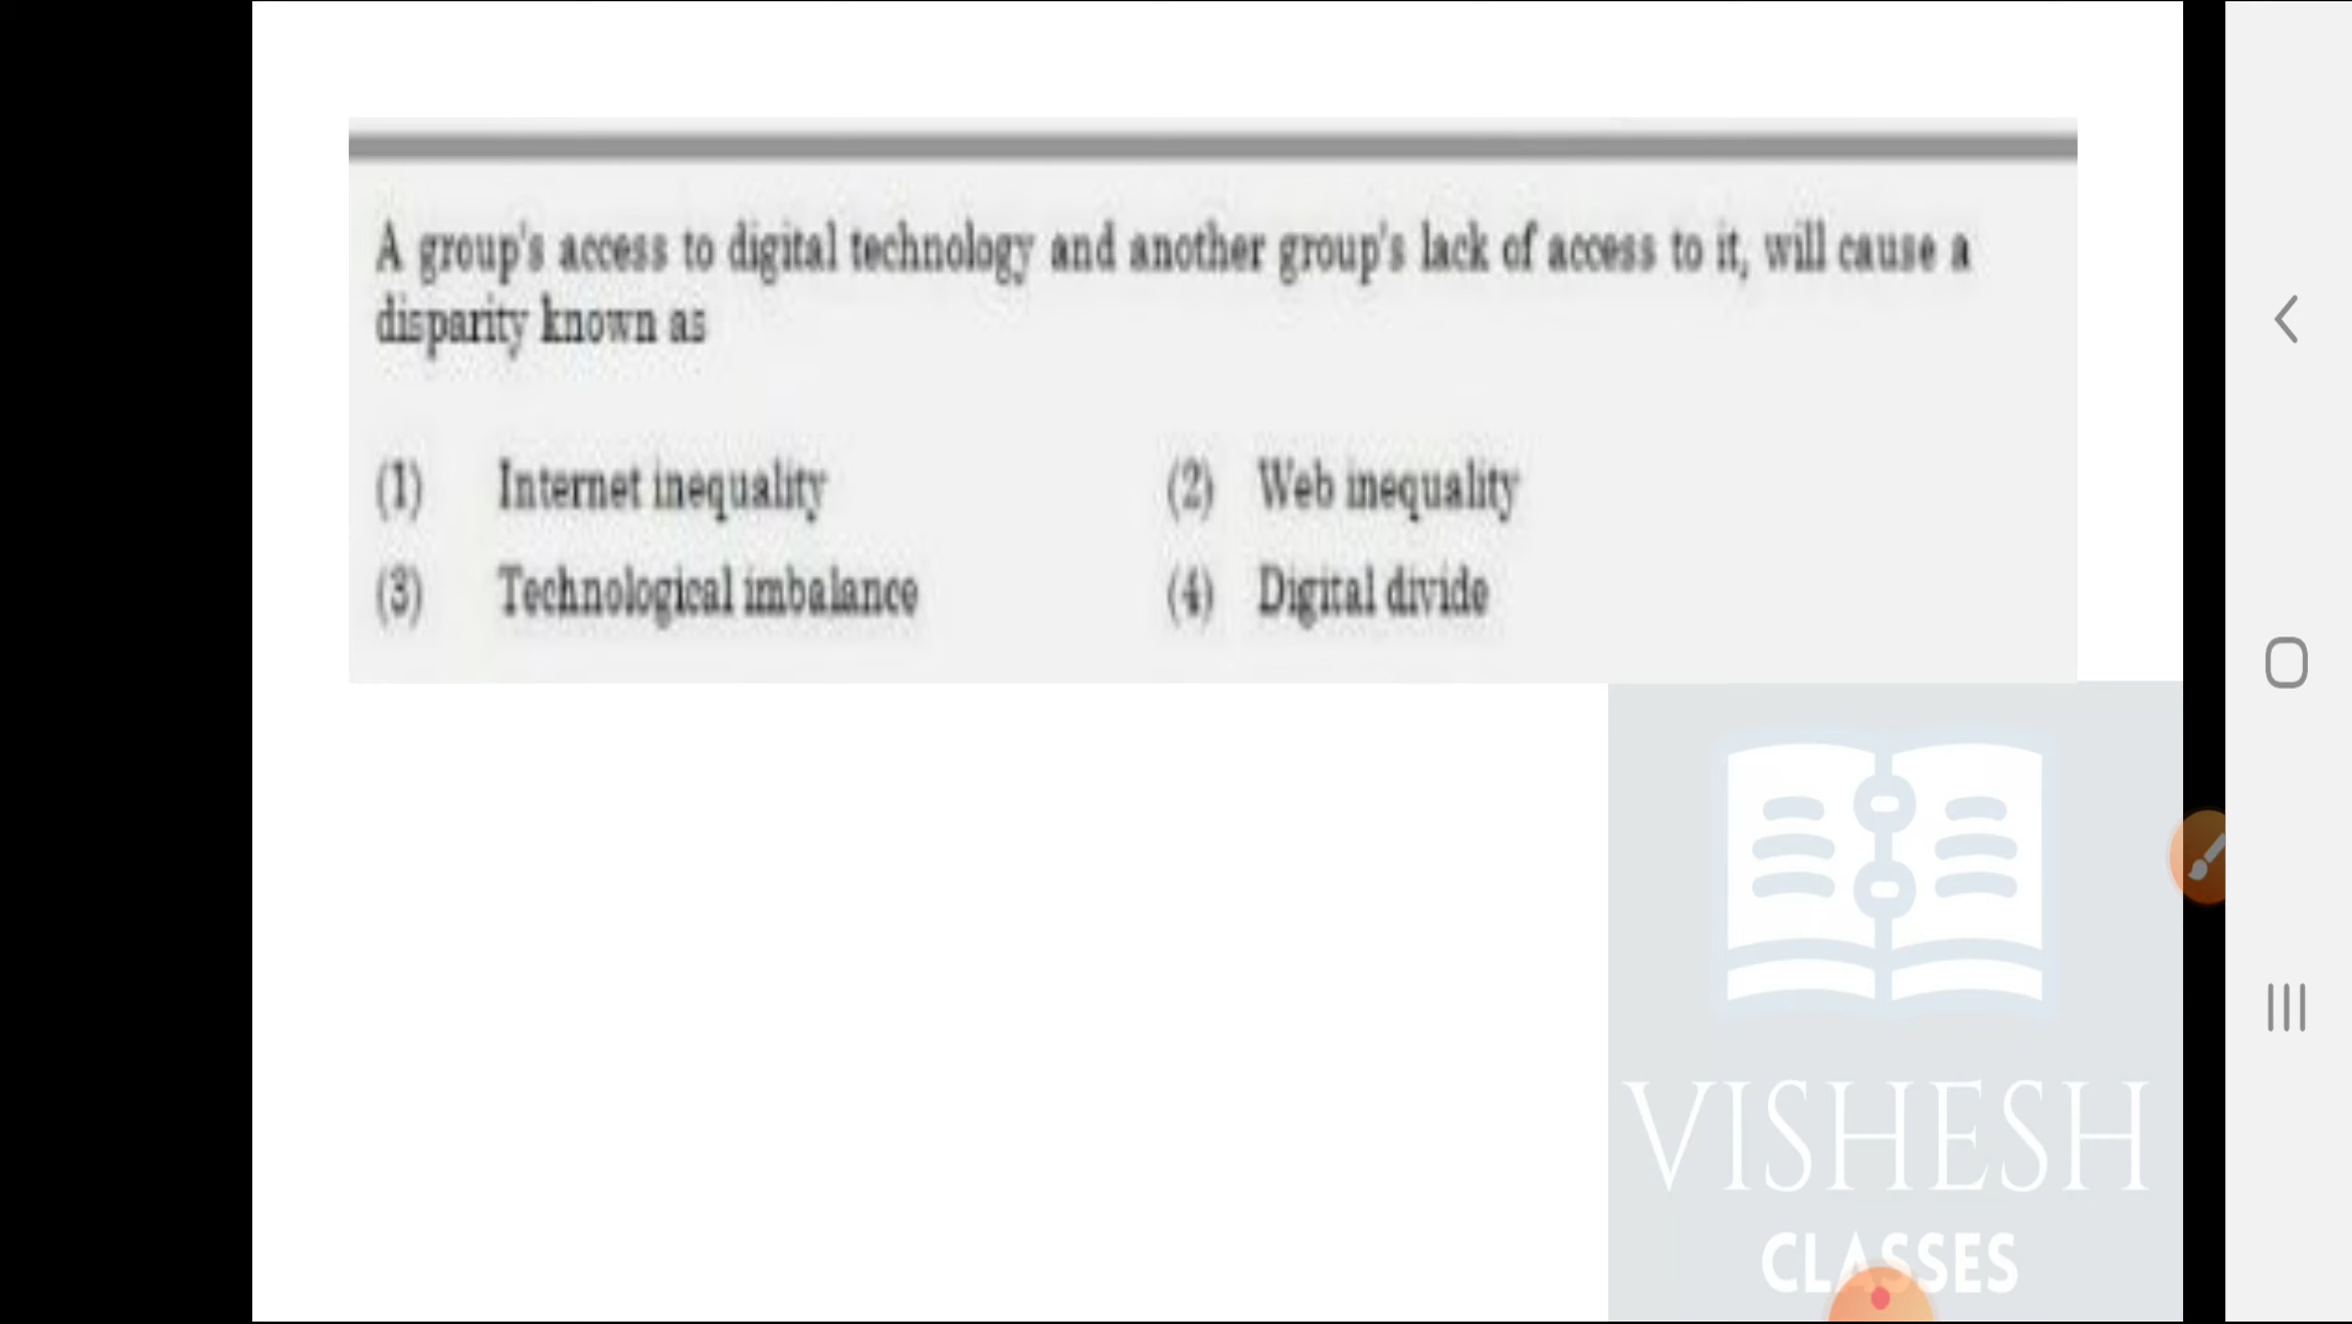 A group's access to digital technology and another group's lack of access to it, will cause a
disparity known as
(1) Internet inequality (2) Web inequality
(3) Technological imbalance (4) Digital divide
VISHESH
CLASSES